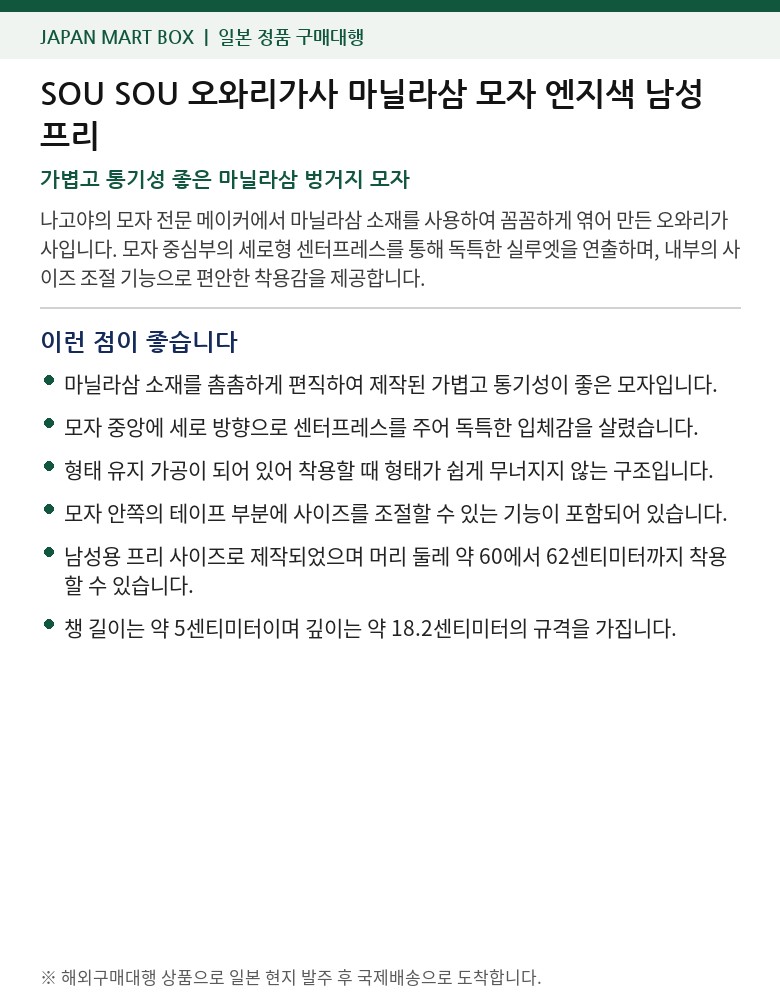 JAPAN MART BOX | 일본 정품 구매대행
SOU SOU 오와리가사 마닐라삼 모자 엔지색 남성
프리
가볍고 통기성 좋은 마닐라삼 벙거지 모자
나고야의 모자 전문 메이커에서 마닐라삼 소재를 사용하여 꼼꼼하게 엮어 만든 오와리가
사입니다. 모자 중심부의 세로형 센터프레스를 통해 독특한 실루엣을 연출하며, 내부의 사
이즈 조절 기능으로 편안한 착용감을 제공합니다.
이런 점이 좋습니다
● 마닐라삼 소재를 촘촘하게 편직하여 제작된 가볍고 통기성이 좋은 모자입니다.
● 모자 중앙에 세로 방향으로 센터프레스를 주어 독특한 입체감을 살렸습니다.
● 형태 유지 가공이 되어 있어 착용할 때 형태가 쉽게 무너지지 않는 구조입니다.
● 모자 안쪽의 테이프 부분에 사이즈를 조절할 수 있는 기능이 포함되어 있습니다.
● 남성용 프리 사이즈로 제작되었으며 머리 둘레 약 60에서 62센티미터까지 착용
할 수 있습니다.
● 챙 길이는 약 5센티미터이며 깊이는 약 18.2센티미터의 규격을 가집니다.
※ 해외구매대행 상품으로 일본 현지 발주 후 국제배송으로 도착합니다.